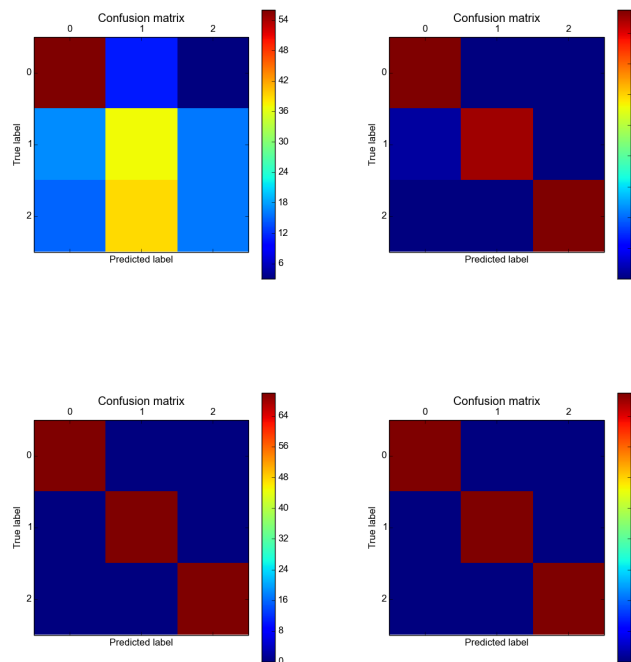 Confusion matrix
0 1 2
0
1
2
True label
Predicted label
54
48
42
36
30
24
18
12
6
Confusion matrix
0 1 2
0
1
2
True label
Predicted label
Confusion matrix
0 1 2
0
1
2
True label
Predicted label
64
56
48
40
32
24
16
8
0
Confusion matrix
0 1 2
0
1
2
True label
Predicted label